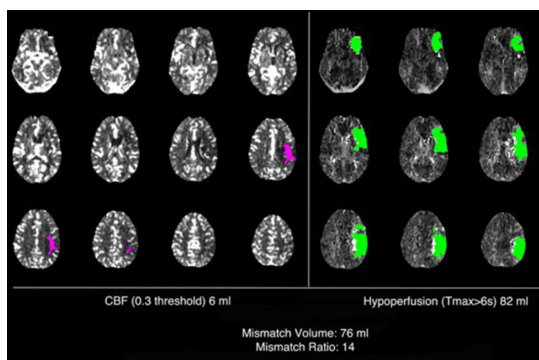 CBF (0.3 threshold) 6 ml
Hypoperfusion (Tmax>6s) 82 ml
Mismatch Volume: 76 ml
Mismatch Ratio: 14